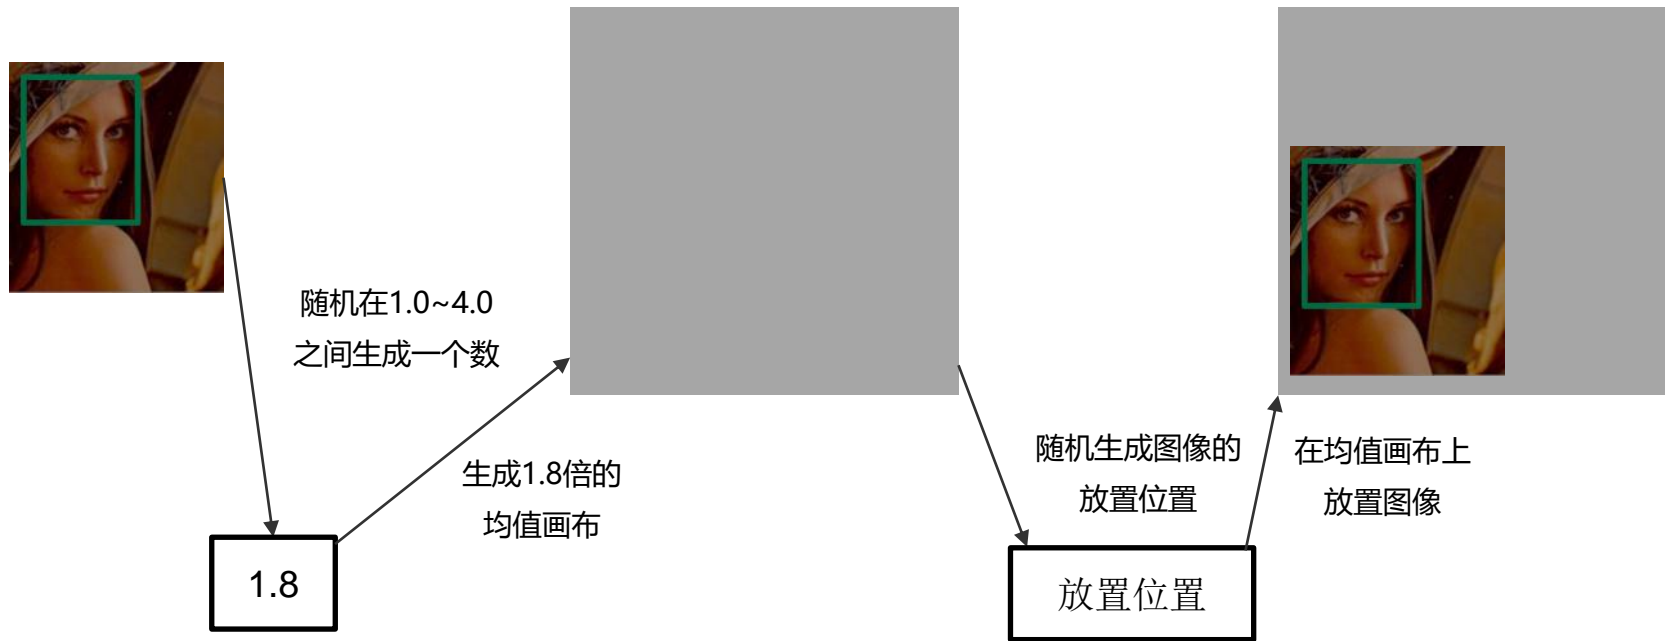 随机在1.0~4.0
之间生成一个数
生成1.8倍的
均值画布
1.8
随机生成图像的
放置位置
放置位置
在均值画布上
放置图像